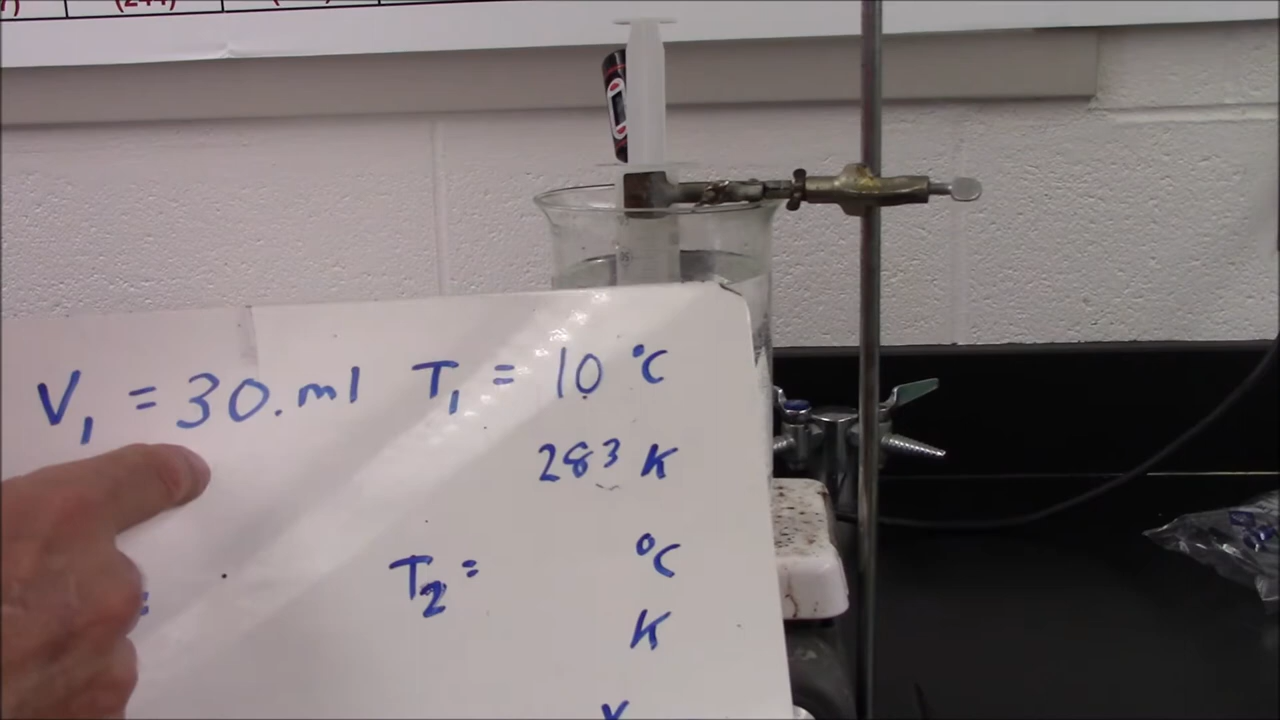 V₁ = 30. ml T₁ = 10. °C
283 K
= T₂ = °C
K